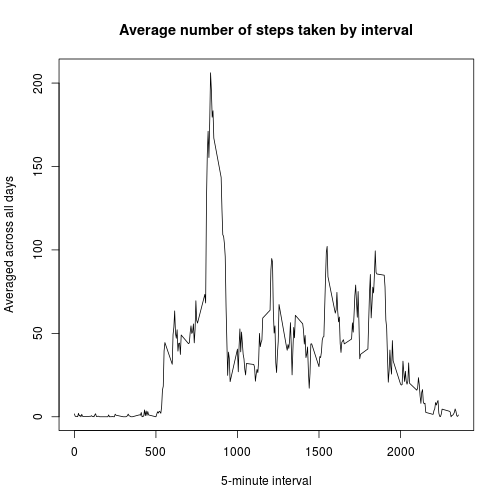 Average number of steps taken by interval
Averaged across all days
200
150
100
50
0
0 500 1000 1500 2000
5-minute interval